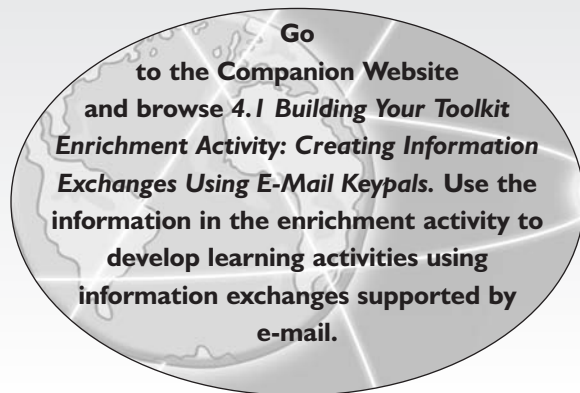 Go
to the Companion Website
and browse 4.1 Building Your Toolkit
Enrichment Activity: Creating Information
Exchanges Using E-Mail Keypals. Use the
information in the enrichment activity to
develop learning activities using
information exchanges supported by
e-mail.